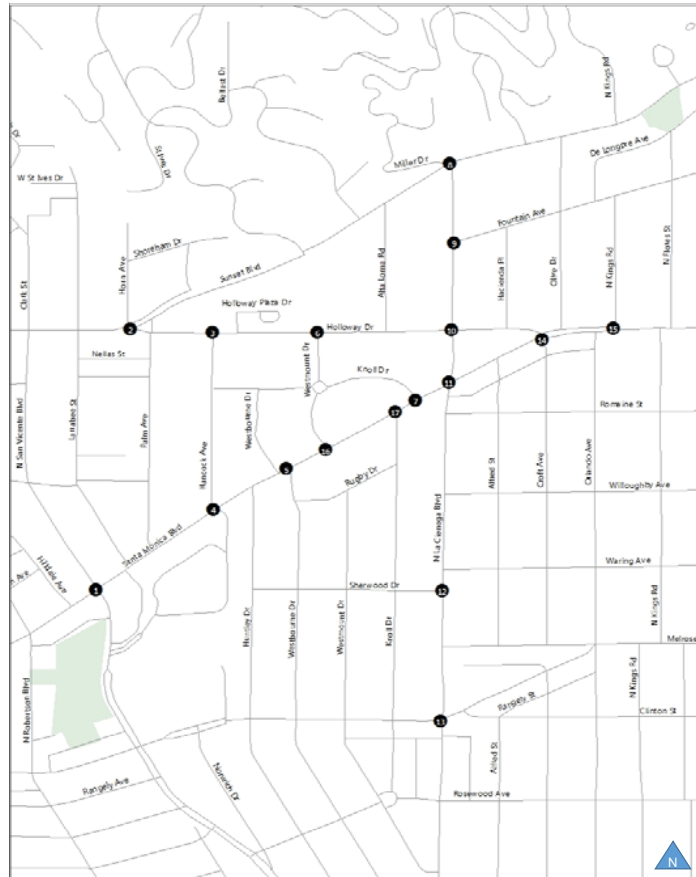 Belfast Dr
N Kings Rd
De Longpre Ave
St Ives Dr
Miller Dr
8
W St Ives Dr
Fountain Ave
9
Shoreham Dr
Horn Ave
Sunset Blvd
Alta Loma Rd
Hacienda Pl
Olive Dr
N Kings Rd
N Flores St
Clark St
Holloway Plaza Dr
2
3
6
Holloway Dr
10
14
15
Nellas St
Knoll Dr
Westmount Dr
11
7
17
Romaine St
N San Vicente Blvd
Larrabee St
Palm Ave
Hancock Ave
Westbourne Dr
16
5
Rugby Dr
Alfred St
Croft Ave
Orlando Ave
Willoughby Ave
4
Santa Monica Blvd
N La Cienega Blvd
Hilldale Ave
Waring Ave
1
Sherwood Dr
12
Huntley Dr
Westbourne Dr
Westmount Dr
Knoll Dr
N Kings Rd
Melrose
N Robertson Blvd
N Kings Rd
Rangely St
Clinton St
13
Alfred St
Rangely Ave
Norwich Dr
Rosewood Ave
N